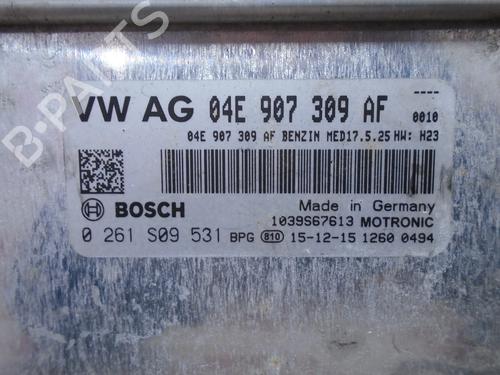 B-PARTS
VW AG 04E 907 309 AF
----
0010
04E 907 309 AF BENZIN MED17.5.25 HW: H23
BOSCH
Made in Germany
1039S67613 MOTRONIC
0 261 S09 531 BPG 810 15-12-15 1260 0494